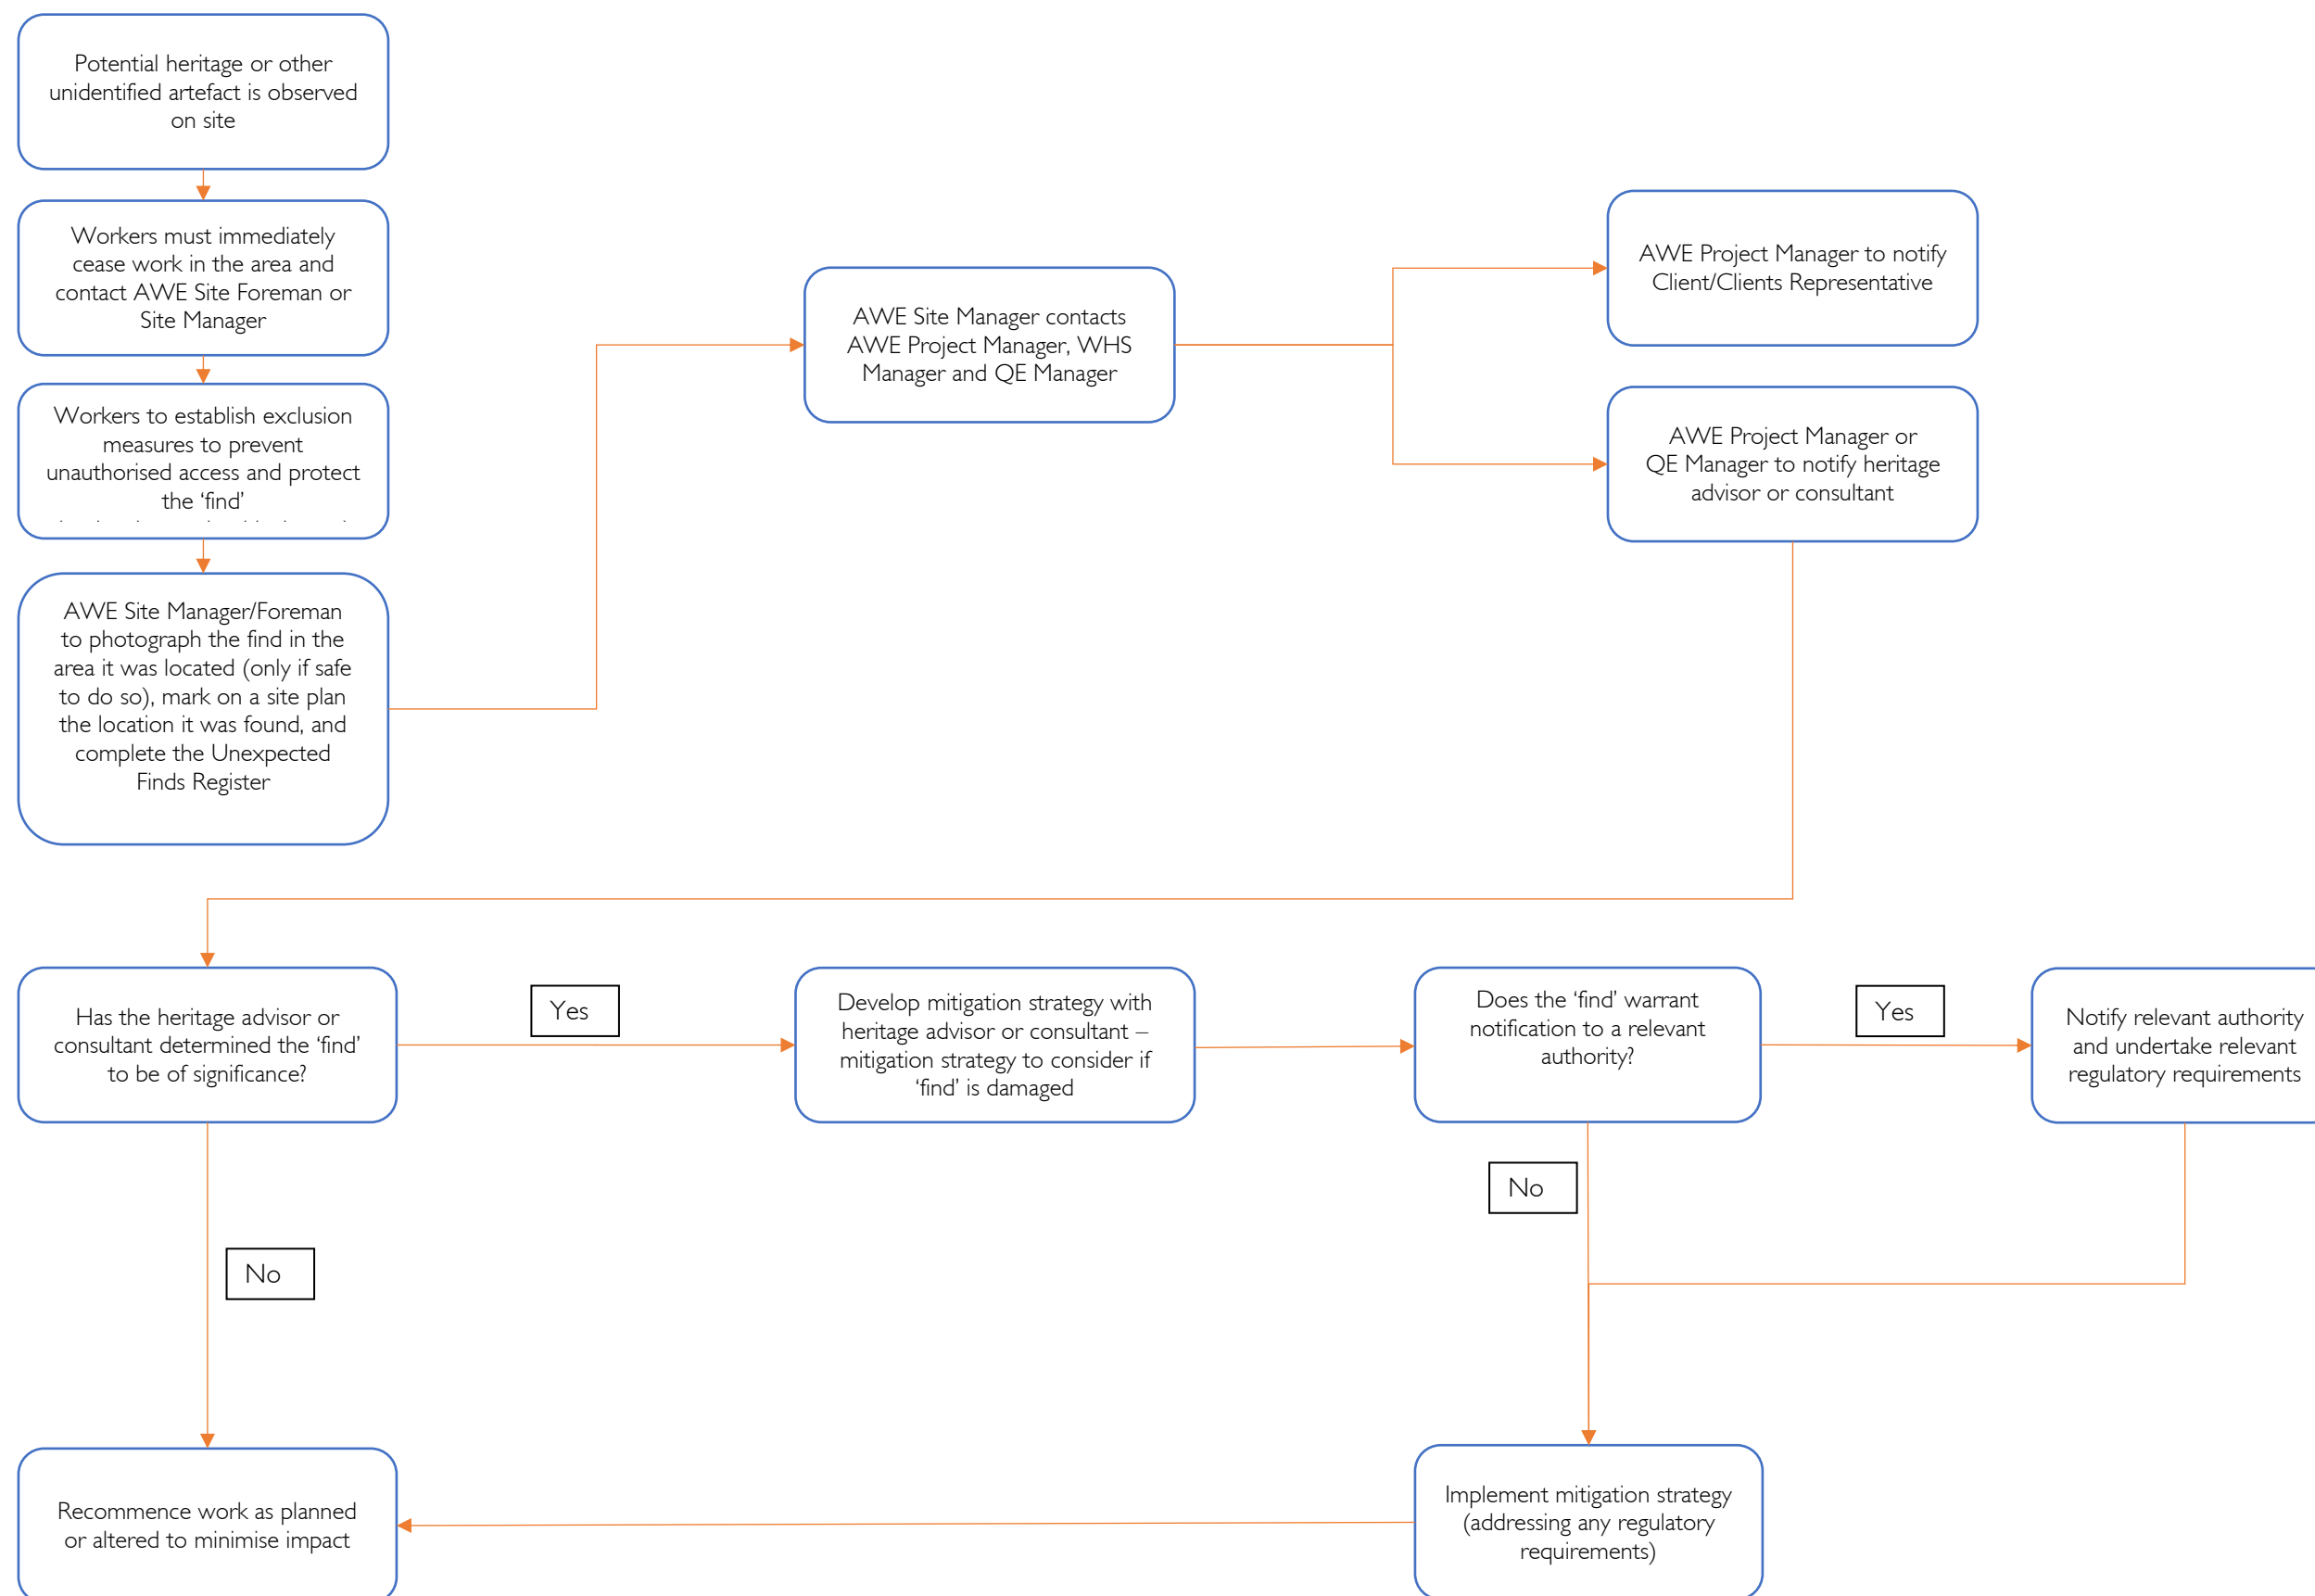 Potential heritage or other
unidentified artefact is observed
on site
Workers must immediately
cease work in the area and
contact AWE Site Foreman or
Site Manager
Workers to establish exclusion
measures to prevent
unauthorised access and protect
the ‘find’
AWE Site Manager/Foreman
to photograph the find in the
area it was located (only if safe
to do so), mark on a site plan
the location it was found, and
complete the Unexpected
Finds Register
AWE Site Manager contacts
AWE Project Manager, WHS
Manager and QE Manager
AWE Project Manager to notify
Client/Clients Representative
AWE Project Manager or
QE Manager to notify heritage
advisor or consultant
Has the heritage advisor or
consultant determined the ‘find’
to be of significance?
Yes
Develop mitigation strategy with
heritage advisor or consultant –
mitigation strategy to consider if
‘find’ is damaged
Does the ‘find’ warrant
notification to a relevant
authority?
Yes
Notify relevant authority
and undertake relevant
regulatory requirements
No
No
Recommence work as planned
or altered to minimise impact
Implement mitigation strategy
(addressing any regulatory
requirements)